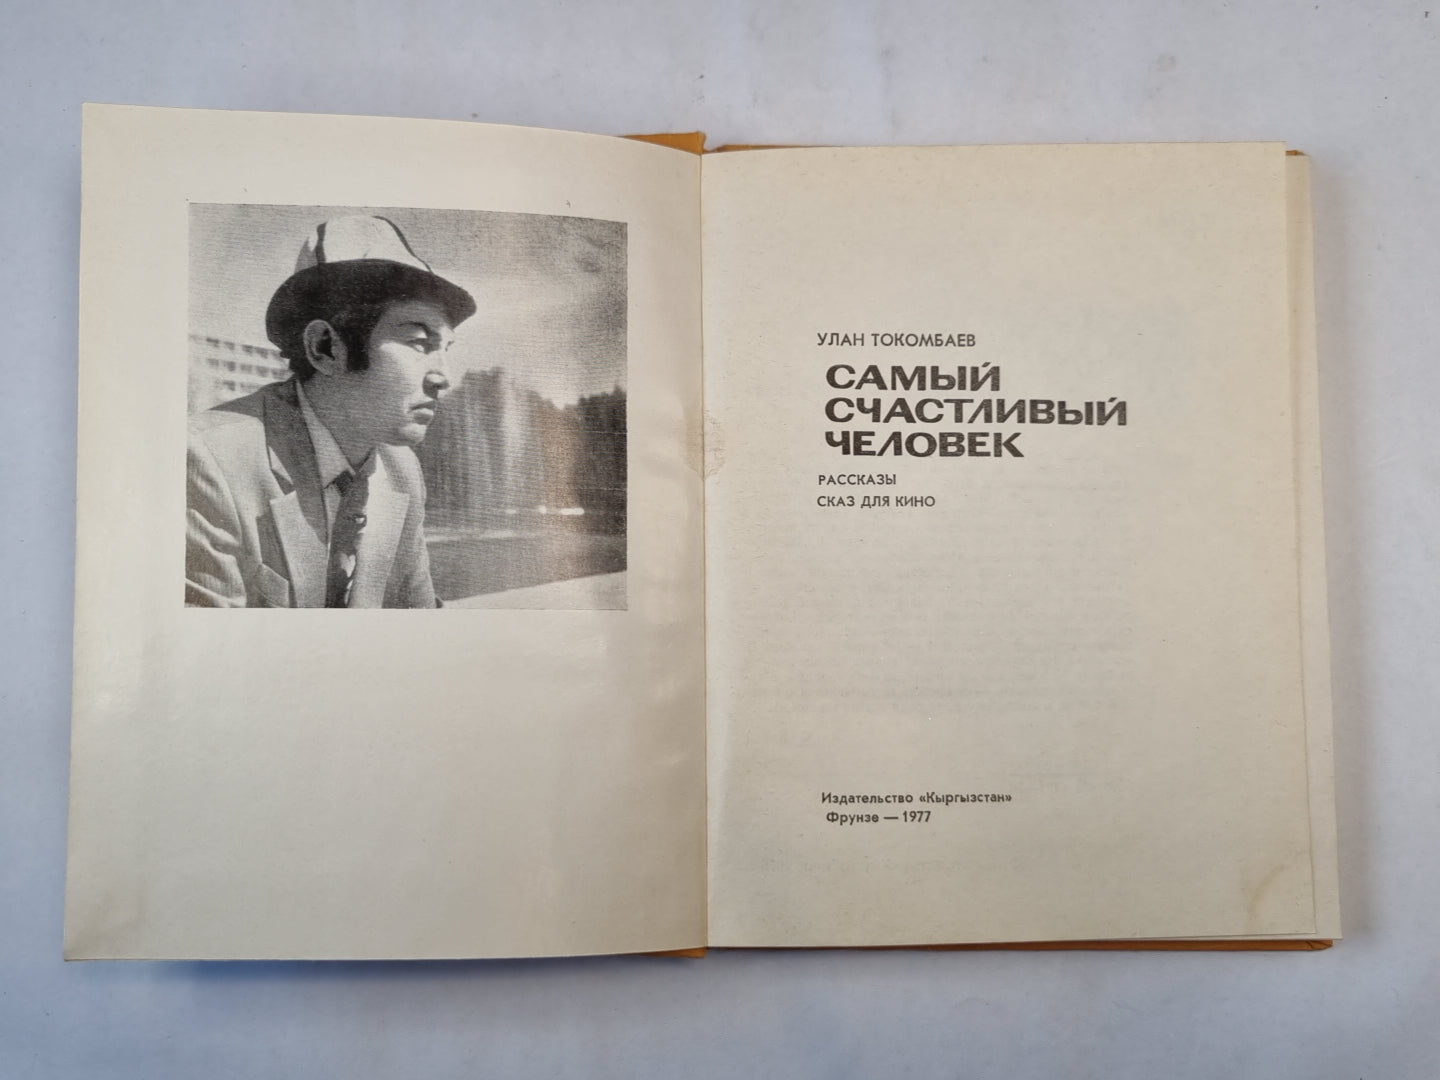 УЛАН ТОКОМБАЕВ
САМЫЙ
СЧАСТЛИВЫЙ
ЧЕЛОВЕК
РАССКАЗЫ
СКАЗ ДЛЯ КИНО
Издательство «Кыргызстан»
Фрунзе — 1977